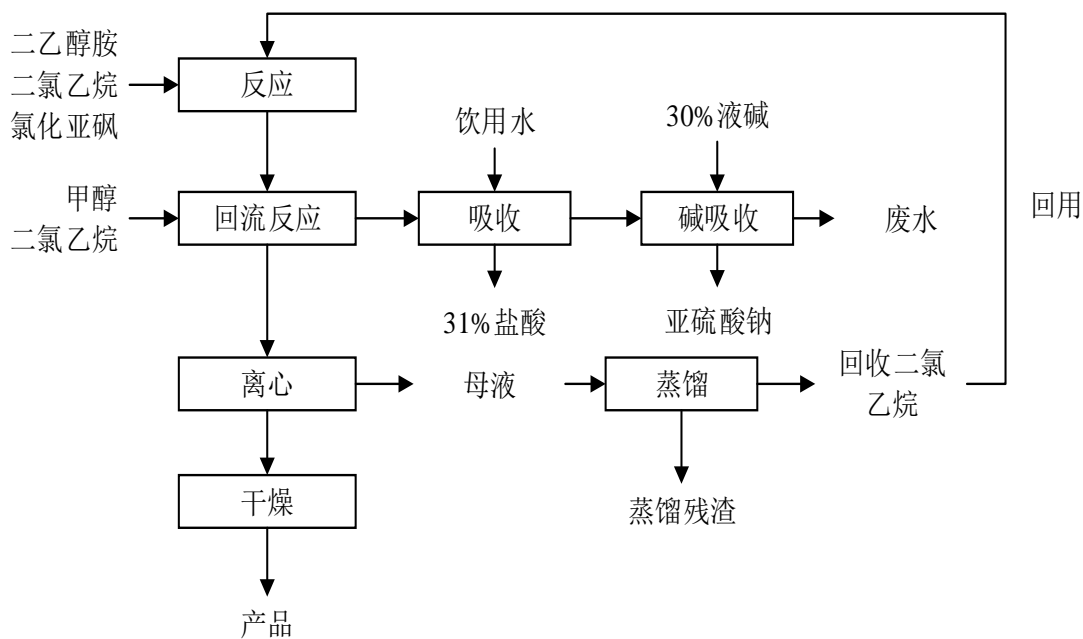 二乙醇胺
二氯乙烷
氯化亚砜
反应
饮用水
30%液碱
甲醇
二氯乙烷
回流反应
吸收
碱吸收
废水
回用
31%盐酸
亚硫酸钠
离心
母液
蒸馏
回收二氯
乙烷
干燥
蒸馏残渣
产品